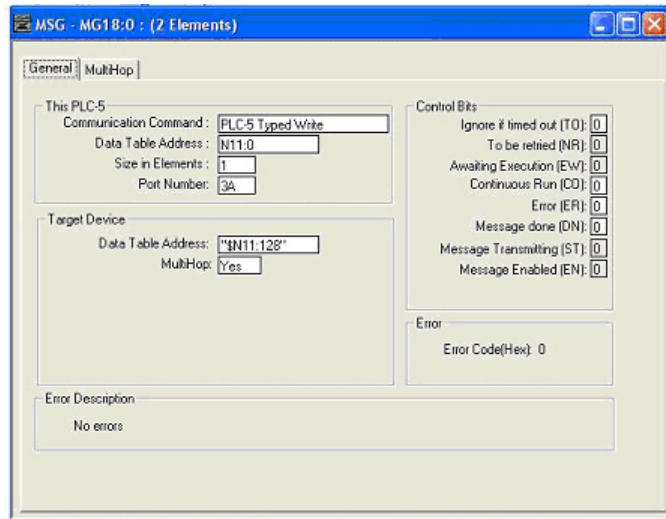 MSG - MG18:0 : (2 Elements)
General MultiHop
This PLC-5
Communication Command : PLC-5 Typed Write
Data Table Address : N11:0
Size in Elements : 1
Port Number: 3A
Target Device
Data Table Address: "$N11:128"
MultiHop: Yes
Control Bits
Ignore if timed out (TO): 0
To be retried (NR): 0
Awaiting Execution (EW): 0
Continuous Run (CO): 0
Error (ER): 0
Message done (DN): 0
Message Transmitting (ST): 0
Message Enabled (EN): 0
Error
Error Code(Hex): 0
Error Description
No errors